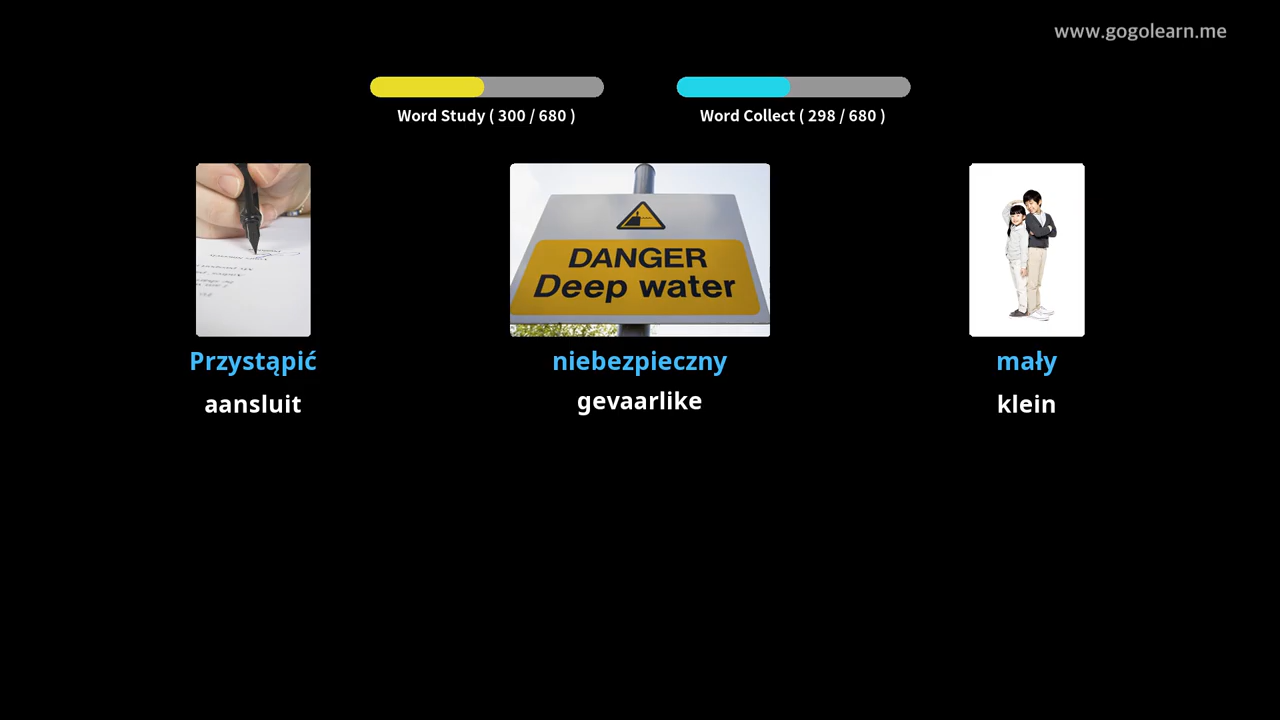 www.gogolearn.me
Word Study ( 300 / 680 )
Word Collect ( 298 / 680 )
DANGER
Deep water
Przystąpić
niebezpieczny
mały
aansluit
gevaarlike
klein